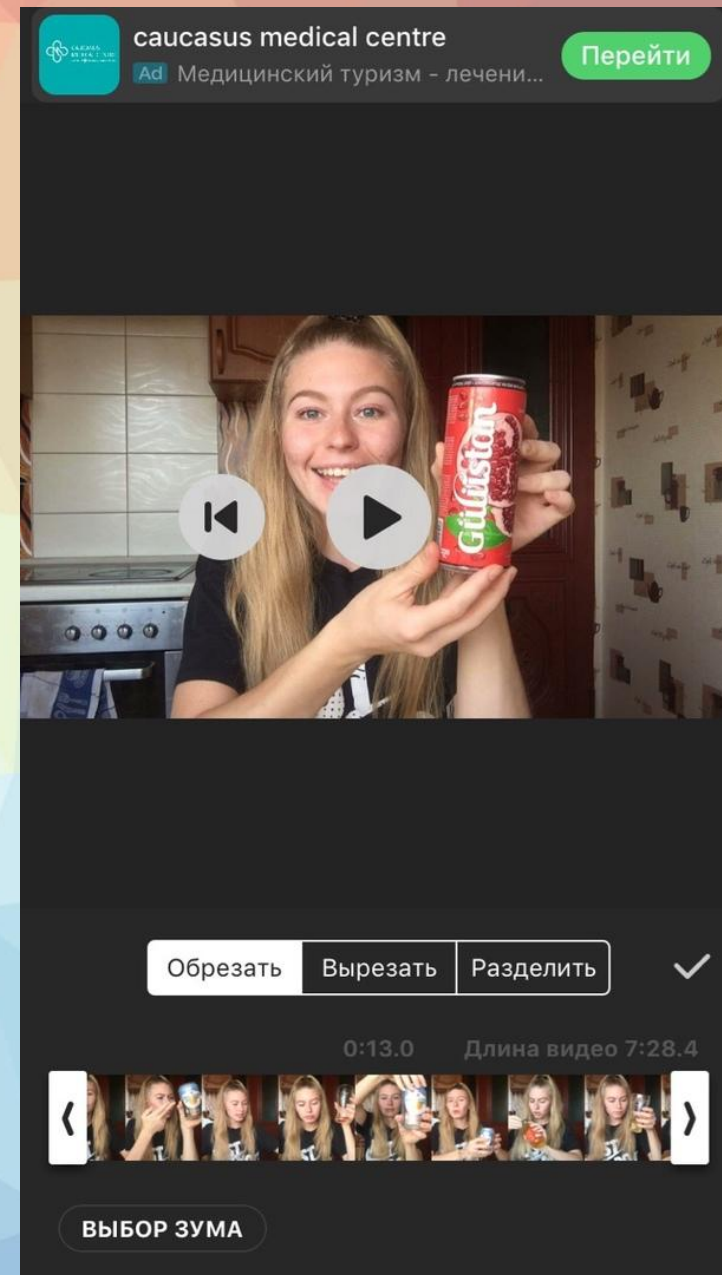 caucasus medical centre
Ad Медицинский туризм - лечени...
Перейти
Gülüstan
Обрезать
Вырезать
Разделить
0:13.0
Длина видео 7:28.4
ВЫБОР ЗУМА